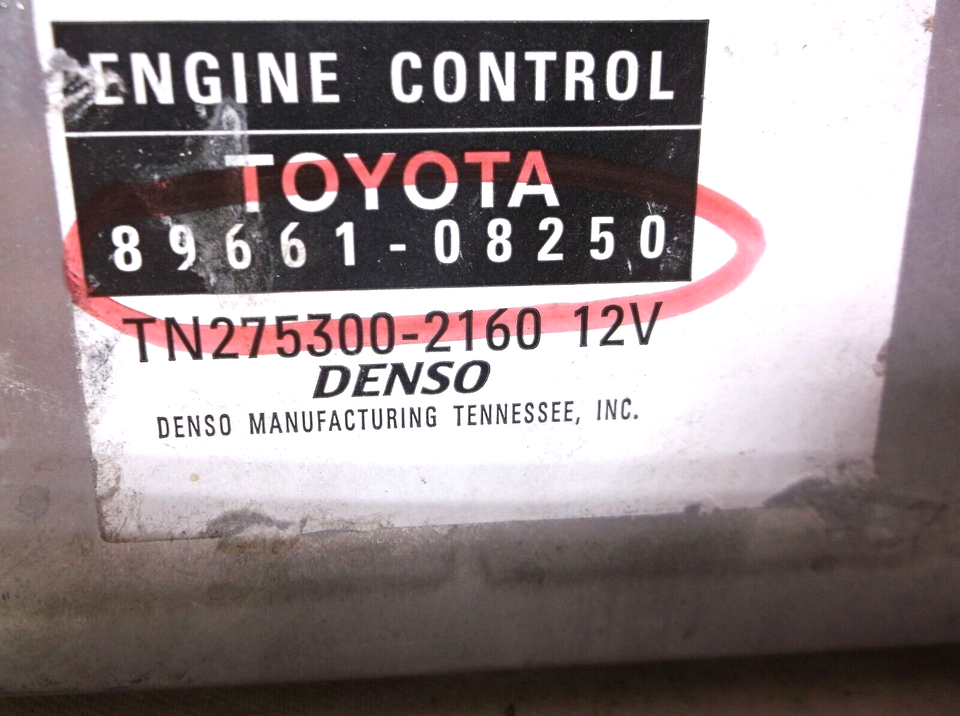 ENGINE CONTROL
TOYOTA
89661-08250
TN275300-2160 12V
DENSO
DENSO MANUFACTURING TENNESSEE, INC.